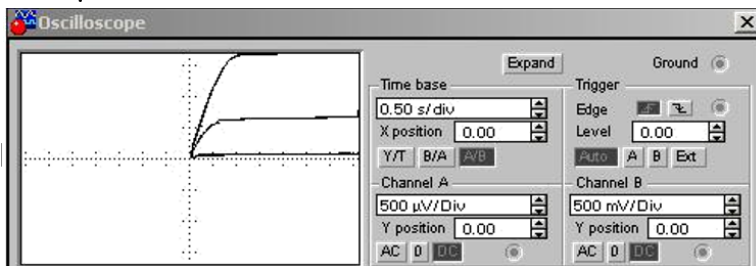 Oscilloscope
Expand
Ground
Time base
0.50 s/div
X position 0.00
Y/T B/A A/B
Trigger
Edge
Level 0.00
Auto A B Ext
Channel A
500 µV/Div
Y position 0.00
AC 0 DC
Channel B
500 mV/Div
Y position 0.00
AC 0 DC